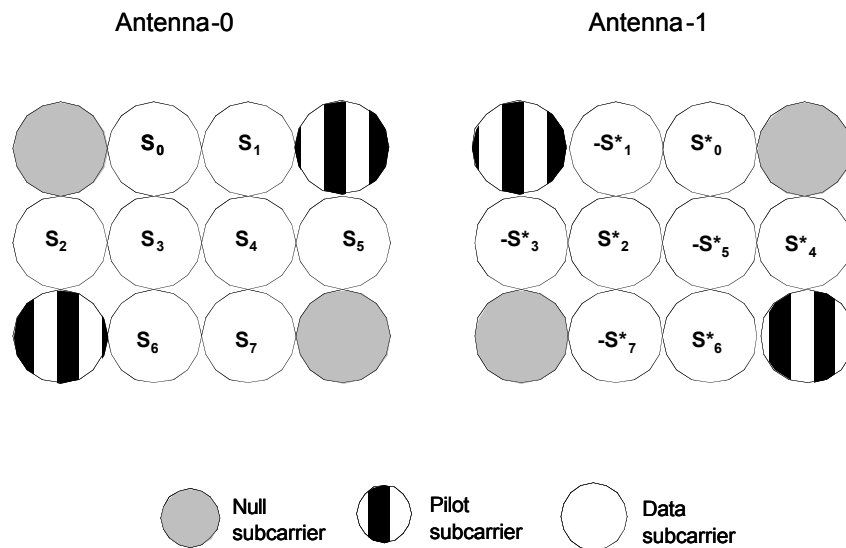 Antenna-0 Antenna-1
S₀ S₁ -S*₁ S*₀
S₂ S₃ S₄ S₅ -S*₃ S*₂ -S*₅ S*₄
S₆ S₇ -S*₇ S*₆
Null subcarrier
Pilot subcarrier
Data subcarrier